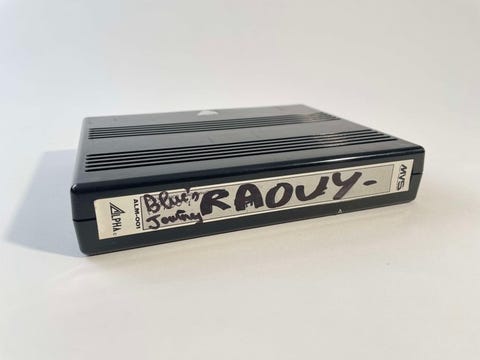 ALPHA
ALM-001
Blue's
Journey
RAOUY-
MVS